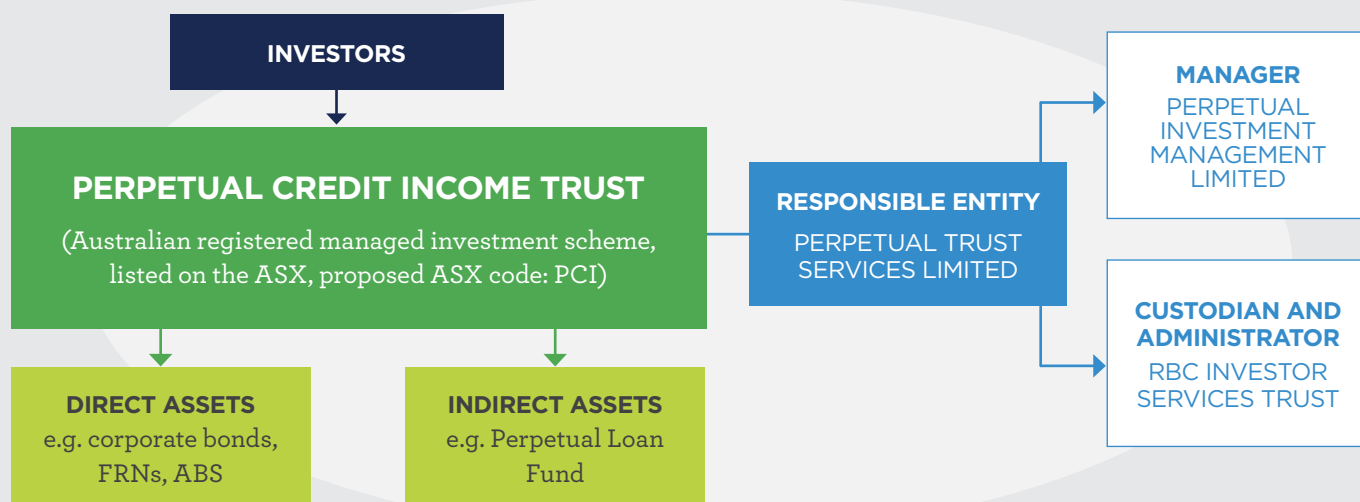 INVESTORS
PERPETUAL CREDIT INCOME TRUST
(Australian registered managed investment scheme,
listed on the ASX, proposed ASX code: PCI)
DIRECT ASSETS
e.g. corporate bonds,
FRNs, ABS
INDIRECT ASSETS
e.g. Perpetual Loan
Fund
RESPONSIBLE ENTITY
PERPETUAL TRUST
SERVICES LIMITED
MANAGER
PERPETUAL
INVESTMENT
MANAGEMENT
LIMITED
CUSTODIAN AND
ADMINISTRATOR
RBC INVESTOR
SERVICES TRUST